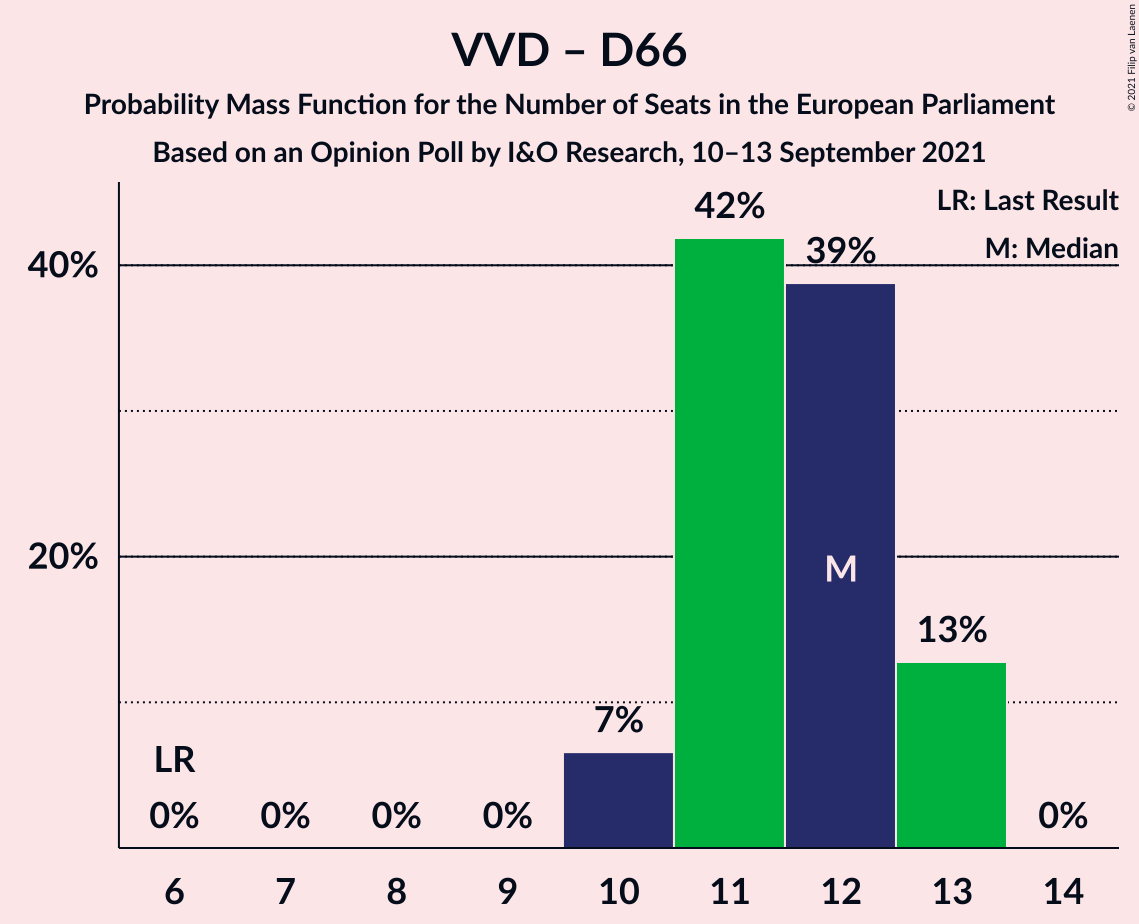 VVD – D66
Probability Mass Function for the Number of Seats in the European Parliament
Based on an Opinion Poll by I&O Research, 10–13 September 2021
© 2021 Filip van Laenen
LR: Last Result
M: Median
40%
20%
LR
0%
0%
0%
0%
7%
42%
39%
M
13%
0%
6
7
8
9
10
11
12
13
14